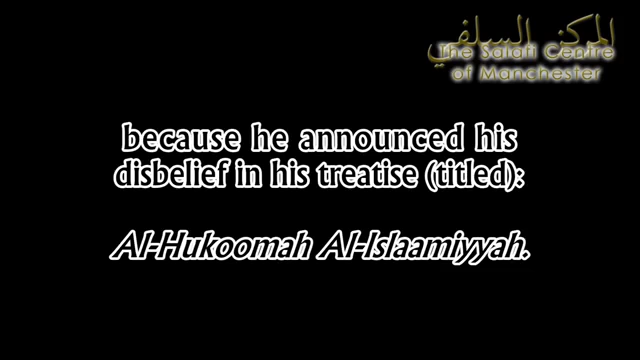 المركز السلفي
The Salafi Centre
of Manchester
because he announced his
disbelief in his treatise (titled):
Al-Hukoomah Al-Islaamiyyah.